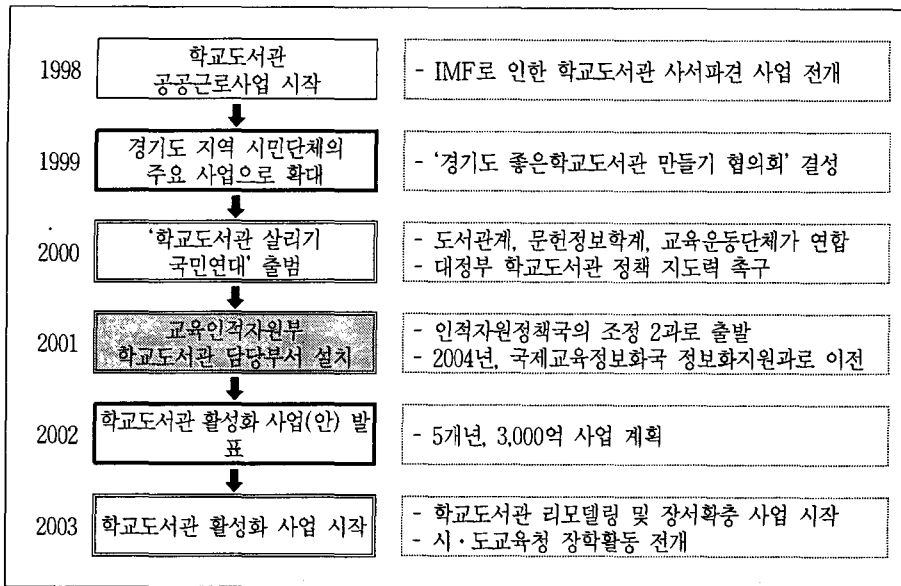 1998
학교도서관
공공근로사업 시작
- IMF로 인한 학교도서관 사서파견 사업 전개
1999
경기도 지역 시민단체의
주요 사업으로 확대
- ‘경기도 좋은학교도서관 만들기 협의회’ 결성
2000
‘학교도서관 살리기
국민연대’ 출범
- 도서관계, 문헌정보학계, 교육운동단체가 연합
- 대정부 학교도서관 정책 지도력 촉구
2001
교육인적자원부
학교도서관 담당부서 설치
- 인적자원정책국의 조정 2과로 출발
- 2004년, 국제교육정보화국 정보화지원과로 이전
2002
학교도서관 활성화 사업(안) 발
표
- 5개년, 3,000억 사업 계획
2003
학교도서관 활성화 사업 시작
- 학교도서관 리모델링 및 장서확충 사업 시작
- 시·도교육청 장학활동 전개